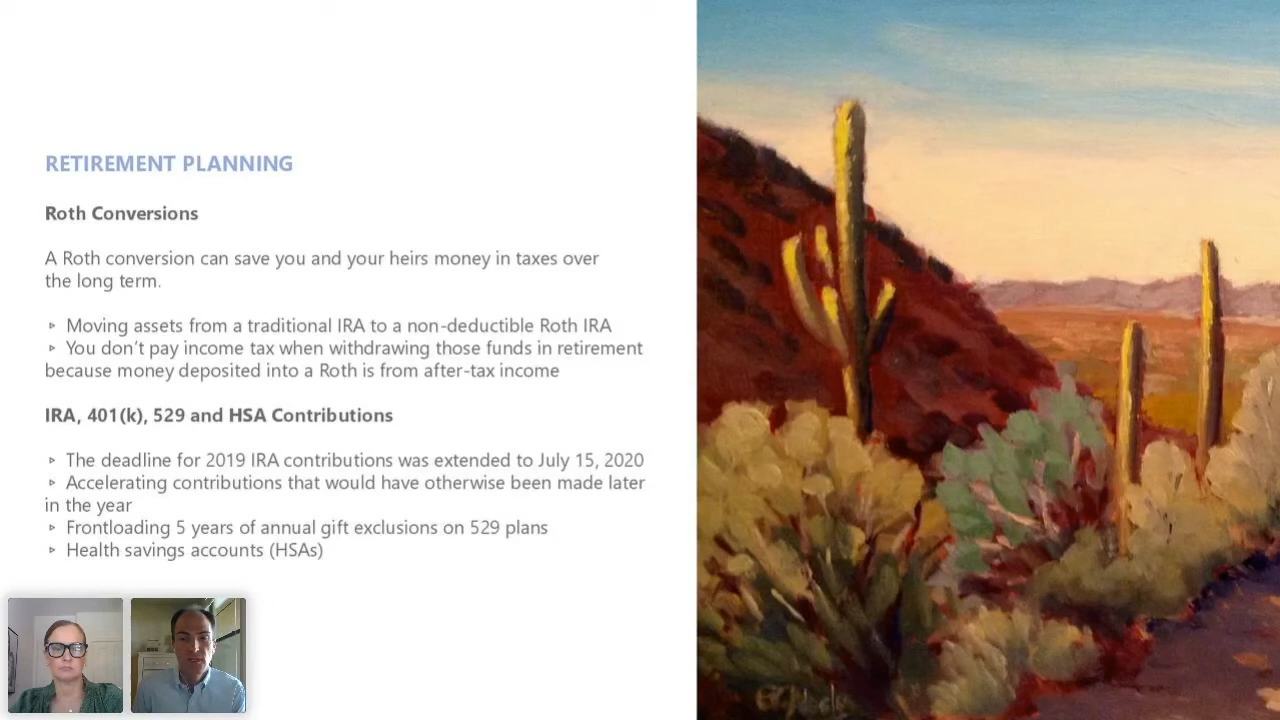 RETIREMENT PLANNING
Roth Conversions
A Roth conversion can save you and your heirs money in taxes over
the long term.
▹ Moving assets from a traditional IRA to a non-deductible Roth IRA
▹ You don’t pay income tax when withdrawing those funds in retirement
because money deposited into a Roth is from after-tax income
IRA, 401(k), 529 and HSA Contributions
▹ The deadline for 2019 IRA contributions was extended to July 15, 2020
▹ Accelerating contributions that would have otherwise been made later
in the year
▹ Frontloading 5 years of annual gift exclusions on 529 plans
▹ Health savings accounts (HSAs)